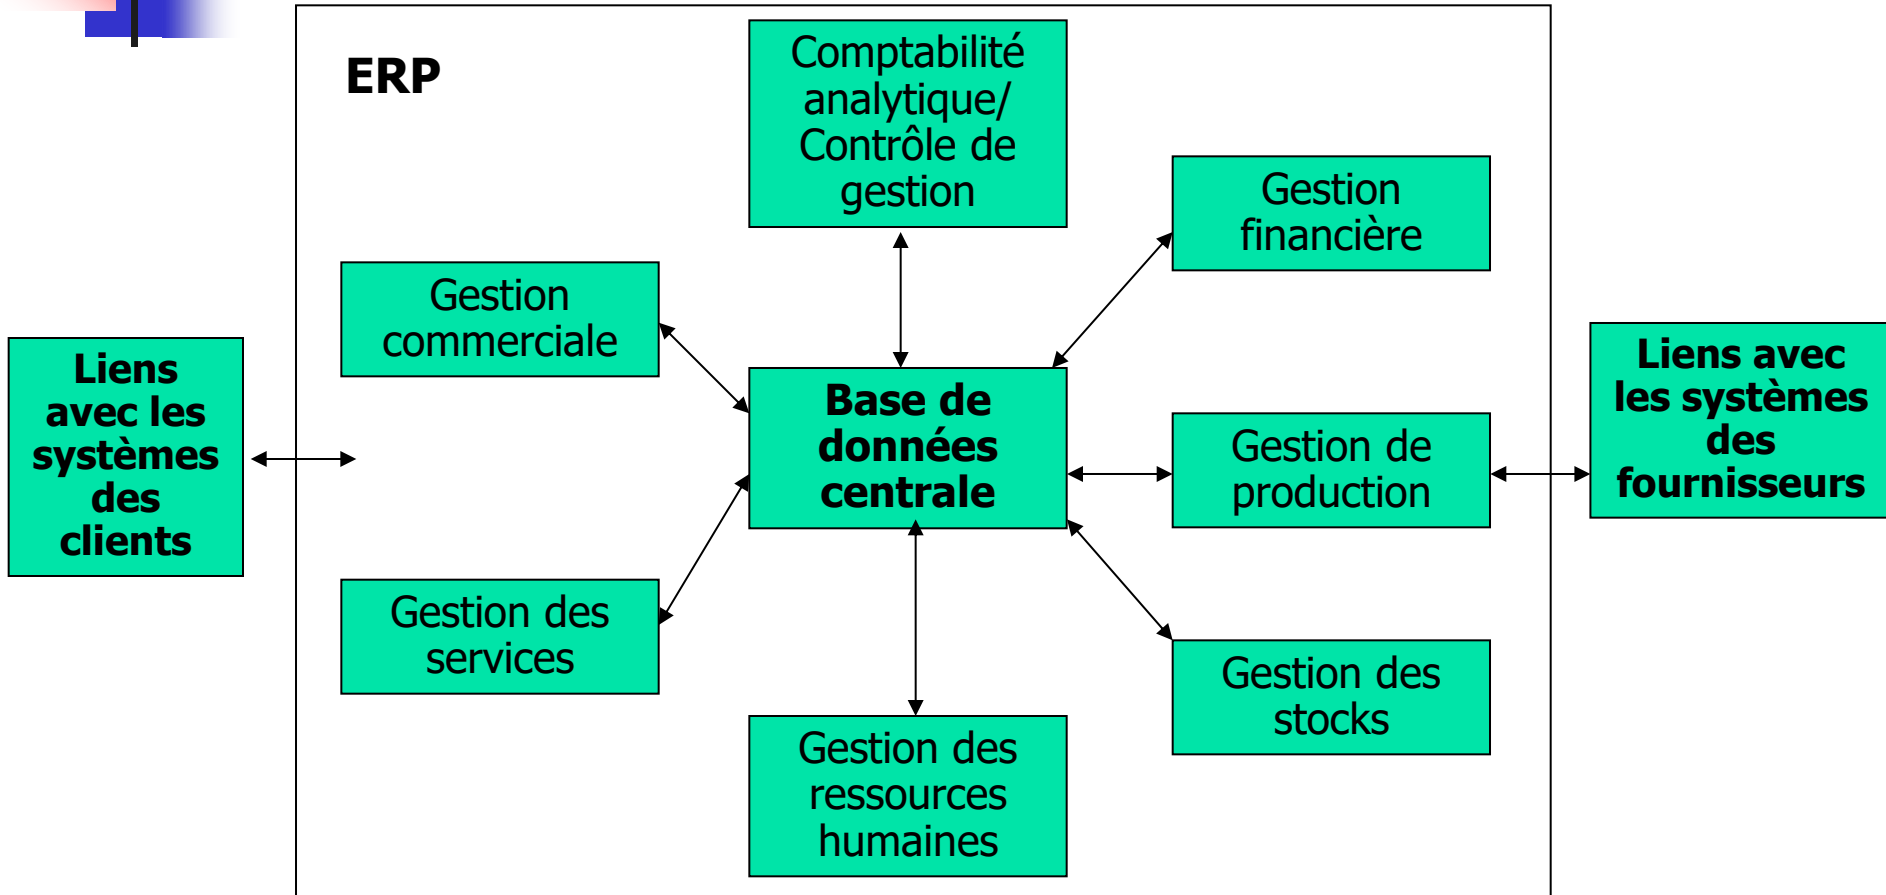 ERP
Comptabilité
analytique/
Contrôle de
gestion
Gestion
financière
Gestion
commerciale
Liens
avec les
systèmes
des
clients
Base de
données
centrale
Gestion de
production
Liens avec
les systèmes
des
fournisseurs
Gestion des
services
Gestion des
stocks
Gestion des
ressources
humaines